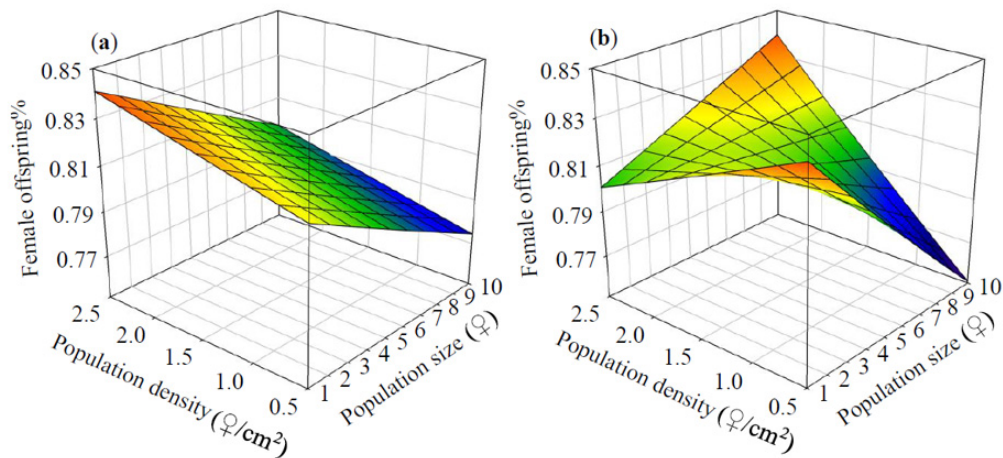 (a)
0.85
0.83
0.81
0.79
0.77
Female offspring%
2.5
2.0
1.5
1.0
0.5
Population density (♀/cm²)
1 2 3 4 5 6 7 8 9 10
Population size (♀)
(b)
0.85
0.83
0.81
0.79
0.77
Female offspring%
2.5
2.0
1.5
1.0
0.5
Population density (♀/cm²)
1 2 3 4 5 6 7 8 9 10
Population size (♀)